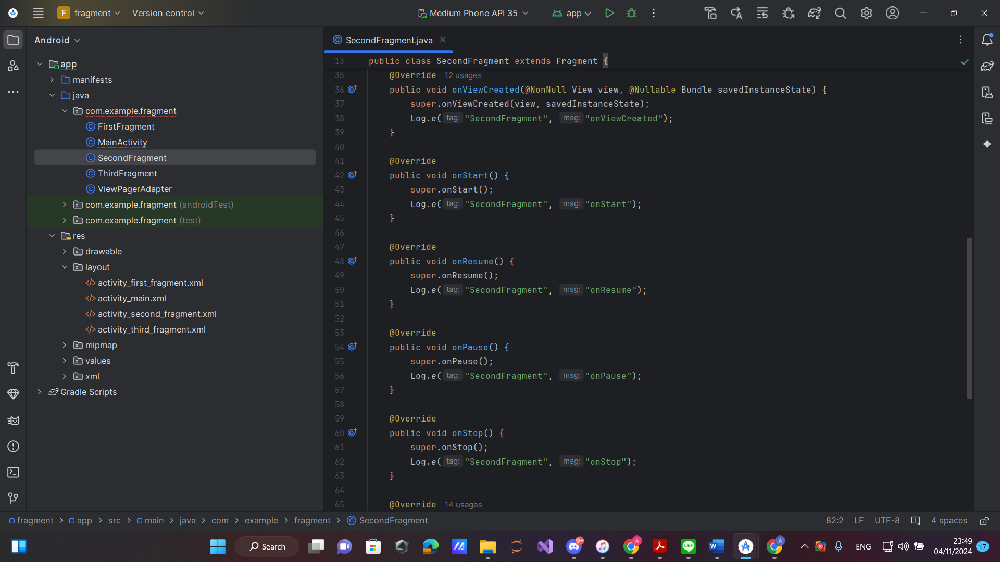 F fragment Version control Medium Phone API 35 app
Android
SecondFragment.java
app
manifests
java
com.example.fragment
FirstFragment
MainActivity
SecondFragment
ThirdFragment
ViewPagerAdapter
com.example.fragment (androidTest)
com.example.fragment (test)
res
drawable
layout
activity_first_fragment.xml
activity_main.xml
activity_second_fragment.xml
activity_third_fragment.xml
mipmap
values
xml
Gradle Scripts
13 public class SecondFragment extends Fragment {
35 @Override 12 usages
36 public void onViewCreated(@NonNull View view, @Nullable Bundle savedInstanceState) {
37 super.onViewCreated(view, savedInstanceState);
38 Log.e( tag: "SecondFragment", msg: "onViewCreated");
39 }
40
41 @Override
42 public void onStart() {
43 super.onStart();
44 Log.e( tag: "SecondFragment", msg: "onStart");
45 }
46
47 @Override
48 public void onResume() {
49 super.onResume();
50 Log.e( tag: "SecondFragment", msg: "onResume");
51 }
52
53 @Override
54 public void onPause() {
55 super.onPause();
56 Log.e( tag: "SecondFragment", msg: "onPause");
57 }
58
59 @Override
60 public void onStop() {
61 super.onStop();
62 Log.e( tag: "SecondFragment", msg: "onStop");
63 }
64
65 @Override 14 usages
fragment > app > src > main > java > com > example > fragment > SecondFragment 82:2 LF UTF-8 4 spaces
Search 9+ A LINE W A ENG 23:49
04/11/2024 17